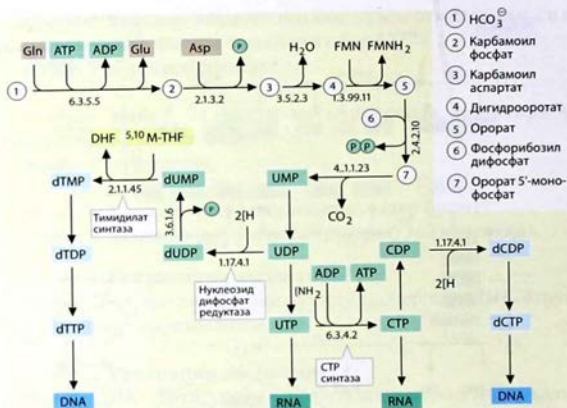 Gln ATP ADP Glu Asp P H₂O FMN FMNH₂
1 6.3.5.5 2 2.1.3.2 3 3.5.2.3 4 1.3.99.11 5
6 P P 2.4.2.10
DHF 5,10 M-THF
4..1.1.23
dTMP 2.1.1.45 dUMP UMP 7
CO₂
Тимидилат
синтаза
3.6.1.6 P 2[H
dTDP dUDP 1.17.4.1 UDP ADP ATP CDP 1.17.4.1 dCDP
2[H
Нуклеозид
дифосфат
редуктаза
(NH₂
dTTP UTP 6.3.4.2 CTP dCTP
СТР
синтаза
DNA RNA RNA DNA
1 HCO₃⊖
2 Карбамоил
фосфат
3 Карбамоил
аспартат
4 Дигидрооротат
5 Оротат
6 Фосфорибозил
дифосфат
7 Оротат 5'-моно-
фосфат